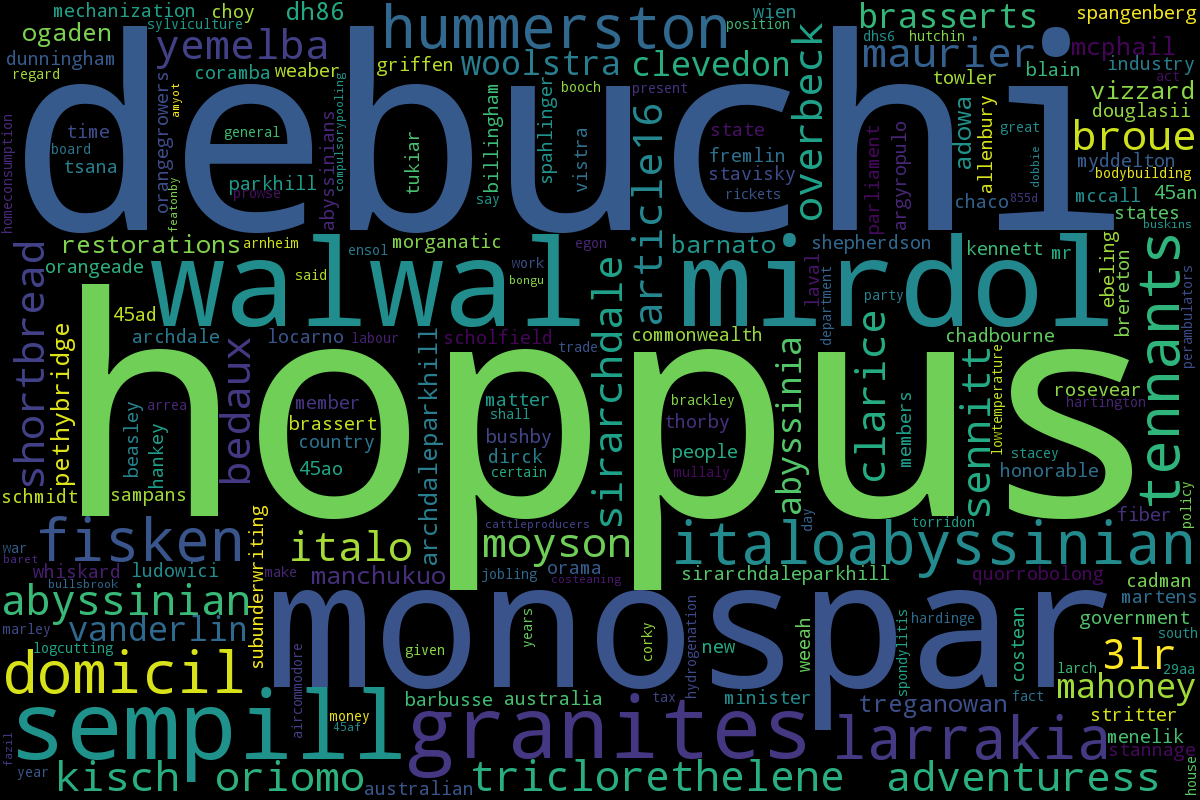 mechanization
choy
dh86
hummerston
wien
position
brasserts
spangenberg
sylviculture
ogaden
yemelba
dhs6
hutchin
maurier
mcphail
dunningham
regard
coramba
weaber
griffen
woolstra
clevedon
overbeck
towler
blain
industry
act
debuchi
amyot
compulsorypooling
booch
present
vizzard
douglasii
homeconsumption
time
board
tsana
orangegrowers
general
abyssinians
tukiar
billingham
spahlinger
vistra
article16
state
fremlin
stavisky
rickets
parliament
argyropulo
adowa
allenbury
great
dobbie
broue
myddelton
bodybuilding
parkhill
prowse
say
chaco
855d
mccall
45an
featonby
states
buskins
restorations
arnheim
ensol
morganatic
egon
barnato
shepherdson
kennett
mr
ebeling
brereton
orangeade
walwal
said
work
bongu
mirdol
laval
party
department
perambulators
shortbread
45ad
pethybridge
archdale
locarno
labour
scholfield
trade
sirarchdale
commonwealth
chadbourne
tennants
bedaux
archdaleparkhill
abyssinia
clarice
sennitt
lowtemperature
hoppus
member
arrea
brassert
country
45ao
beasley
hankey
matter
shall
bushby
dirck
certain
brackley
thorby
people
mullaly
members
rosevear
hartington
stacey
honorable
schmidt
sampans
policy
fiber
fisken
subunderwriting
italo
cattleproducers
moyson
day
torridon
italoabyssinian
war
baret
whiskard
ludowici
make
manchukuo
jobling
orama
costeaning
sirarchdaleparkhill
quorrobolong
cadman
bullsbrook
abyssinian
monospar
martens
marley
vanderlin
hydrogenation
hardinge
government
logcutting
years
corky
new
weeah
spondylitis
costean
south
given
3lr
domicil
aircommodore
larch
29aa
barbusse
australia
tax
minister
treganowan
fact
mahoney
sempill
money
45af
granites
larrakia
stritter
menelik
stannage
fazil
year
kisch
oriomo
australian
triclorethelene
adventuress
house